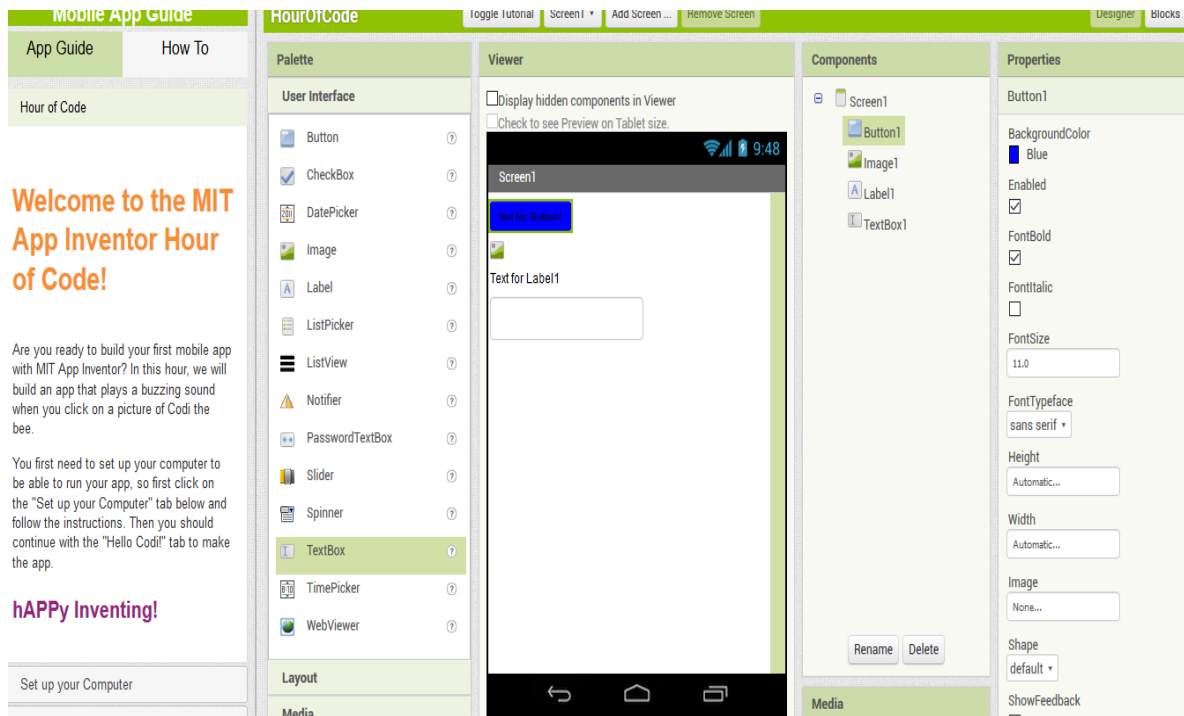 Mobile App Guide
App Guide How To
Hour of Code
Welcome to the MIT
App Inventor Hour
of Code!
Are you ready to build your first mobile app
with MIT App Inventor? In this hour, we will
build an app that plays a buzzing sound
when you click on a picture of Codi the
bee.
You first need to set up your computer to
be able to run your app, so first click on
the "Set up your Computer" tab below and
follow the instructions. Then you should
continue with the "Hello Codi!" tab to make
the app.
hAPPy Inventing!
Set up your Computer
HourOfCode
Toggle Tutorial Screen1 Add Screen ... Remove Screen
Designer Blocks
Palette
User Interface
Button
CheckBox
DatePicker
Image
Label
ListPicker
ListView
Notifier
PasswordTextBox
Slider
Spinner
TextBox
TimePicker
WebViewer
Layout
Media
Viewer
Display hidden components in Viewer
Check to see Preview on Tablet size.
9:48
Screen1
Text for Button1
Text for Label1
Components
Screen1
Button1
Image1
Label1
TextBox1
Rename Delete
Media
Properties
Button1
BackgroundColor
Blue
Enabled
FontBold
FontItalic
FontSize
11.0
FontTypeface
sans serif
Height
Automatic...
Width
Automatic...
Image
None...
Shape
default
ShowFeedback